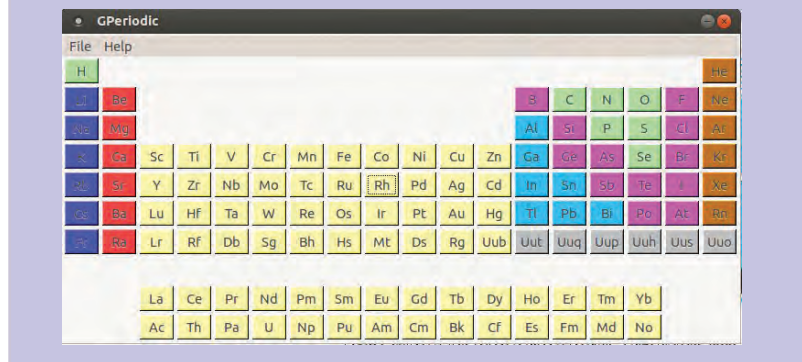 GPeriodic
File Help
H He
Li Be B C N O F Ne
Na Mg Al Si P S Cl Ar
K Ca Sc Ti V Cr Mn Fe Co Ni Cu Zn Ga Ge As Se Br Kr
Rb Sr Y Zr Nb Mo Tc Ru Rh Pd Ag Cd In Sn Sb Te I Xe
Cs Ba Lu Hf Ta W Re Os Ir Pt Au Hg Tl Pb Bi Po At Rn
Fr Ra Lr Rf Db Sg Bh Hs Mt Ds Rg Uub Uut Uuq Uup Uuh Uus Uuo
La Ce Pr Nd Pm Sm Eu Gd Tb Dy Ho Er Tm Yb
Ac Th Pa U Np Pu Am Cm Bk Cf Es Fm Md No